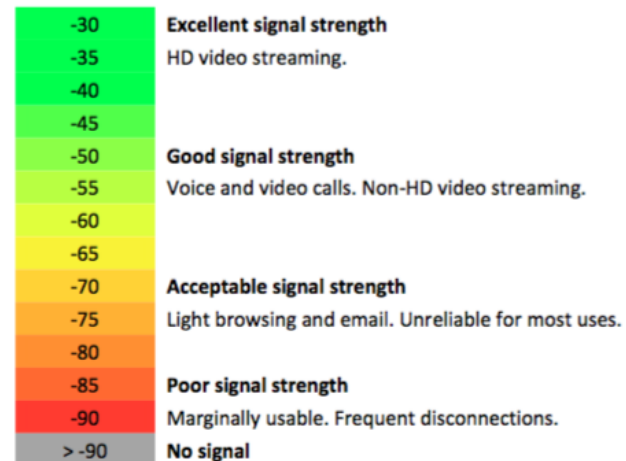 -30 Excellent signal strength
-35 HD video streaming.
-40
-45
-50 Good signal strength
-55 Voice and video calls. Non-HD video streaming.
-60
-65
-70 Acceptable signal strength
-75 Light browsing and email. Unreliable for most uses.
-80
-85 Poor signal strength
-90 Marginally usable. Frequent disconnections.
> -90 No signal